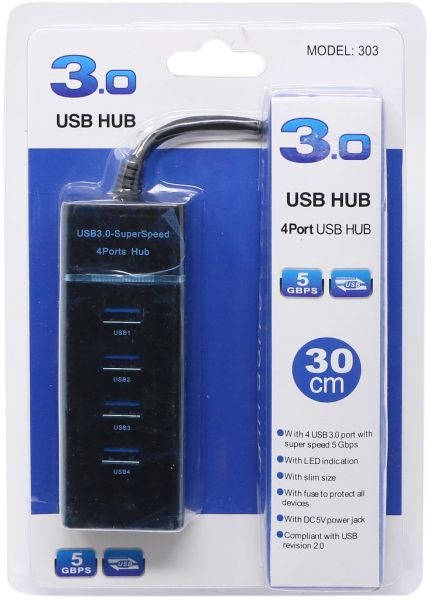 MODEL: 303
3.0
USB HUB
USB3.0-SuperSpeed
4Ports Hub
USB1
USB2
USB3
USB4
5
GBPS
USB
3.0
USB HUB
4Port USB HUB
5
GBPS
USB
30
cm
With 4 USB 3.0 port with
super speed 5 Gbps
With LED indication
With slim size
With fuse to protect all
devices
With DC 5V power jack
Compliant with USB
revision 2.0